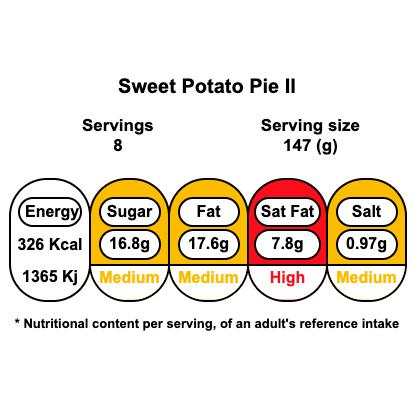 Sweet Potato Pie II
Servings Serving size
8 147 (g)
Energy Sugar Fat Sat Fat Salt
326 Kcal 16.8g 17.6g 7.8g 0.97g
1365 Kj Medium Medium High Medium
* Nutritional content per serving, of an adult's reference intake